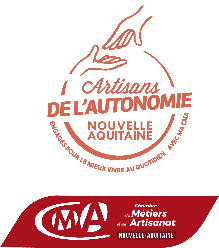 Artisans
DE L'AUTONOMIE
NOUVELLE
AQUITAINE
ENGAGÉS POUR LE MIEUX VIVRE AU QUOTIDIEN AVEC MA CMA
CMA
Chambre
de Métiers
et de l'Artisanat
NOUVELLE-AQUITAINE